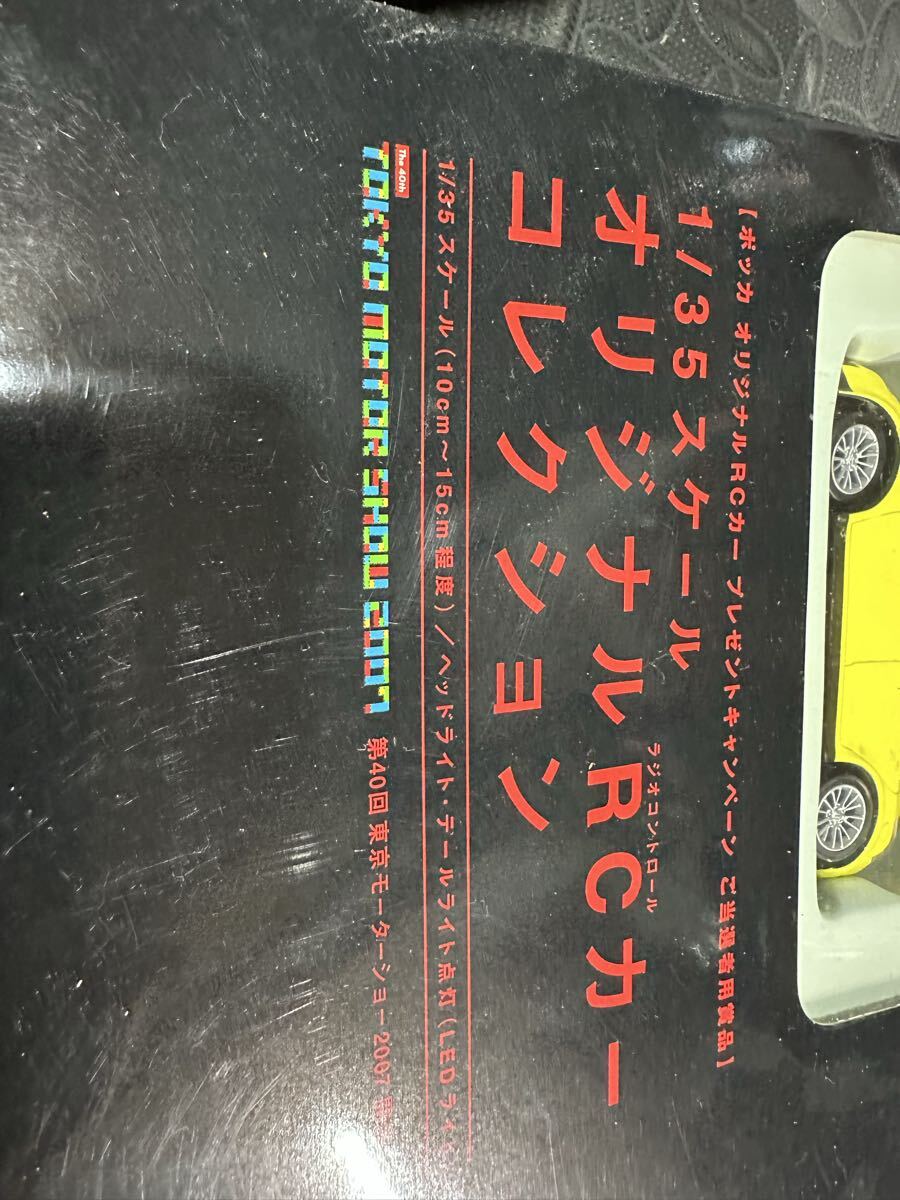 【ポッカ オリジナルRCカー プレゼントキャンペーン ご当選者用賞品】
1/35スケール
ラジオコントロール
オリジナルRCカー
コレクション
1/35スケール(10cm～15cm程度)/ヘッドライト・テールライト点灯(LEDライ
The 40th
TOKYO MOTOR SHOW 2007
第40回 東京モーターショー2007